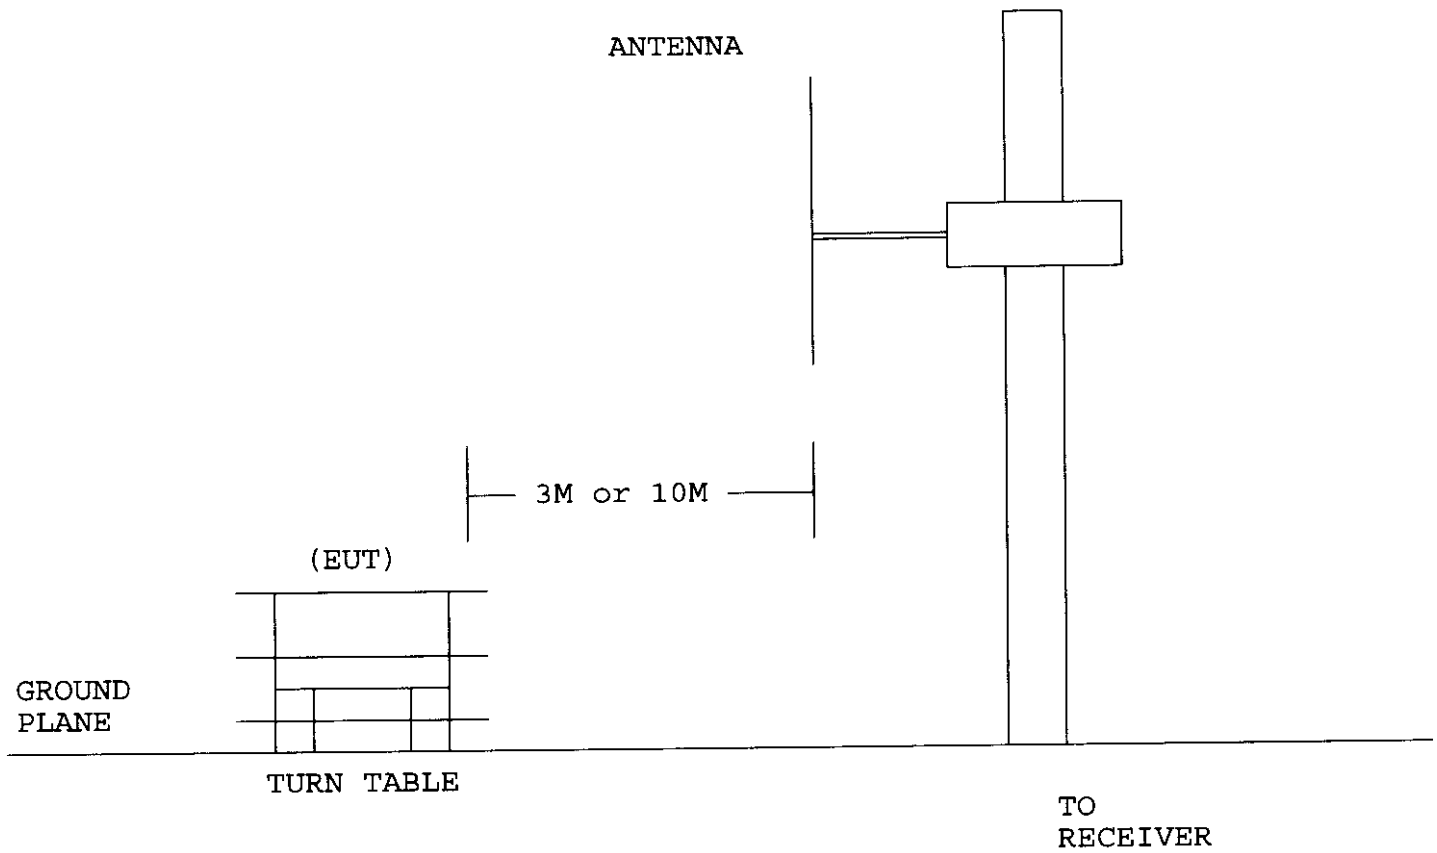 ANTENNA
3M or 10M
(EUT)
GROUND
PLANE
TURN TABLE
TO
RECEIVER